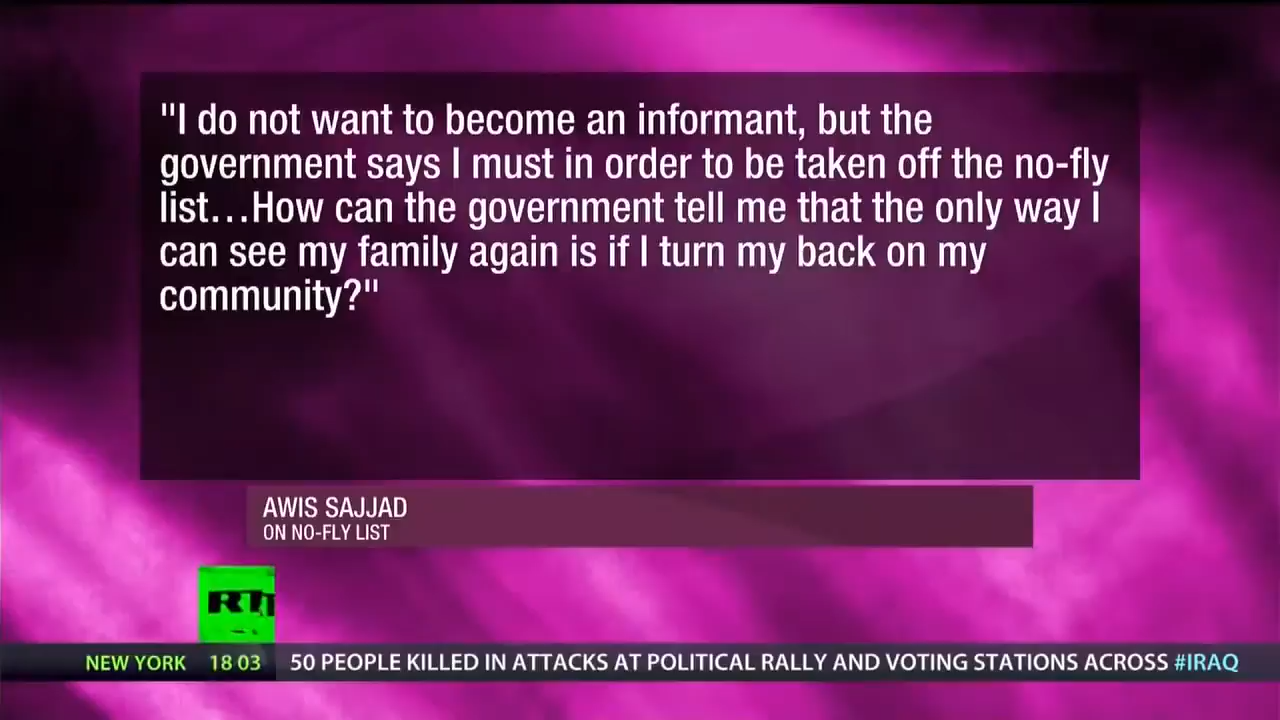 "I do not want to become an informant, but the
government says I must in order to be taken off the no-fly
list…How can the government tell me that the only way I
can see my family again is if I turn my back on my
community?"
AWIS SAJJAD
ON NO-FLY LIST
RT
NEW YORK 18 03 50 PEOPLE KILLED IN ATTACKS AT POLITICAL RALLY AND VOTING STATIONS ACROSS #IRAQ